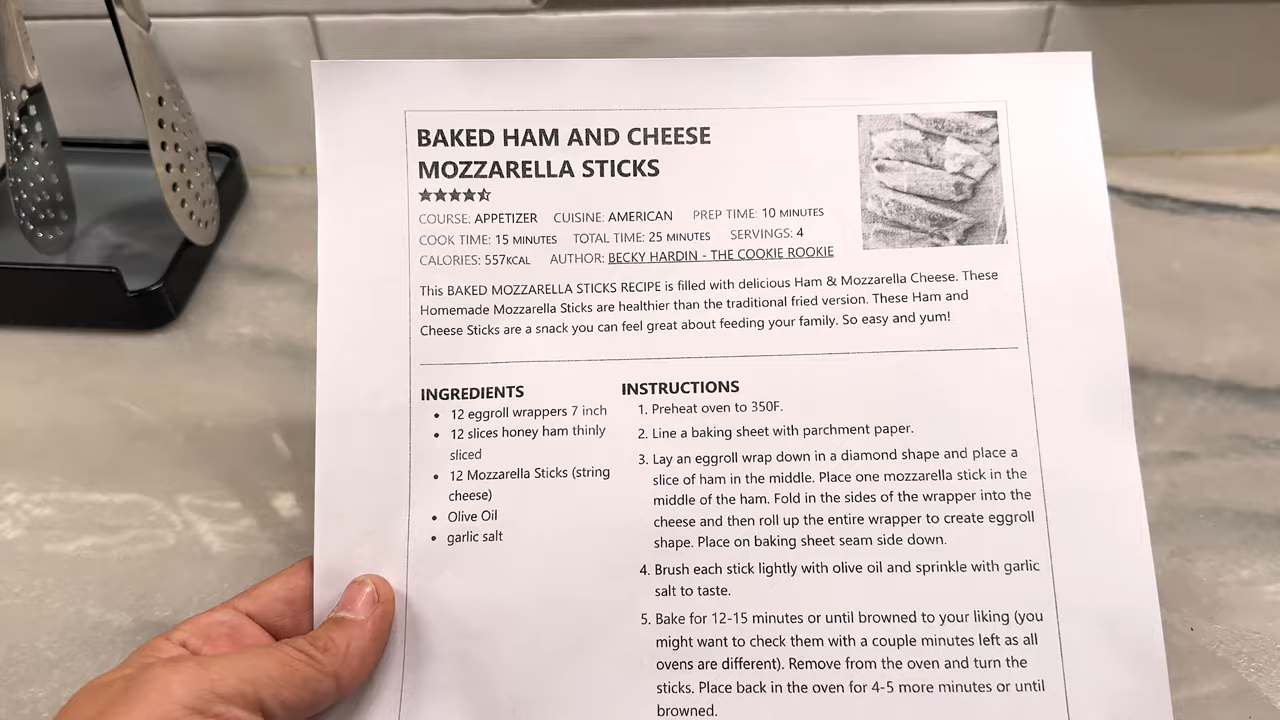 BAKED HAM AND CHEESE
MOZZARELLA STICKS
COURSE: APPETIZER CUISINE: AMERICAN PREP TIME: 10 MINUTES
COOK TIME: 15 MINUTES TOTAL TIME: 25 MINUTES SERVINGS: 4
CALORIES: 557KCAL AUTHOR: BECKY HARDIN - THE COOKIE ROOKIE
This BAKED MOZZARELLA STICKS RECIPE is filled with delicious Ham & Mozzarella Cheese. These
Homemade Mozzarella Sticks are healthier than the traditional fried version. These Ham and
Cheese Sticks are a snack you can feel great about feeding your family. So easy and yum!
INGREDIENTS
• 12 eggroll wrappers 7 inch
• 12 slices honey ham thinly
sliced
• 12 Mozzarella Sticks (string
cheese)
• Olive Oil
• garlic salt
INSTRUCTIONS
1. Preheat oven to 350F.
2. Line a baking sheet with parchment paper.
3. Lay an eggroll wrap down in a diamond shape and place a
slice of ham in the middle. Place one mozzarella stick in the
middle of the ham. Fold in the sides of the wrapper into the
cheese and then roll up the entire wrapper to create eggroll
shape. Place on baking sheet seam side down.
4. Brush each stick lightly with olive oil and sprinkle with garlic
salt to taste.
5. Bake for 12-15 minutes or until browned to your liking (you
might want to check them with a couple minutes left as all
ovens are different). Remove from the oven and turn the
sticks. Place back in the oven for 4-5 more minutes or until
browned.